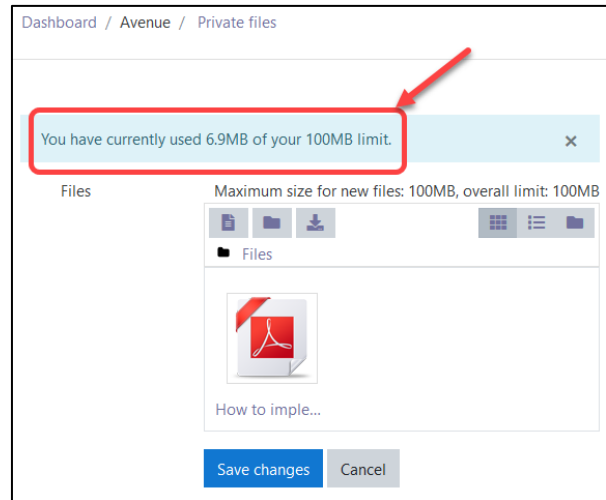 Dashboard / Avenue / Private files
You have currently used 6.9MB of your 100MB limit. ×
Files
Maximum size for new files: 100MB, overall limit: 100MB
Files
How to imple...
Save changes Cancel